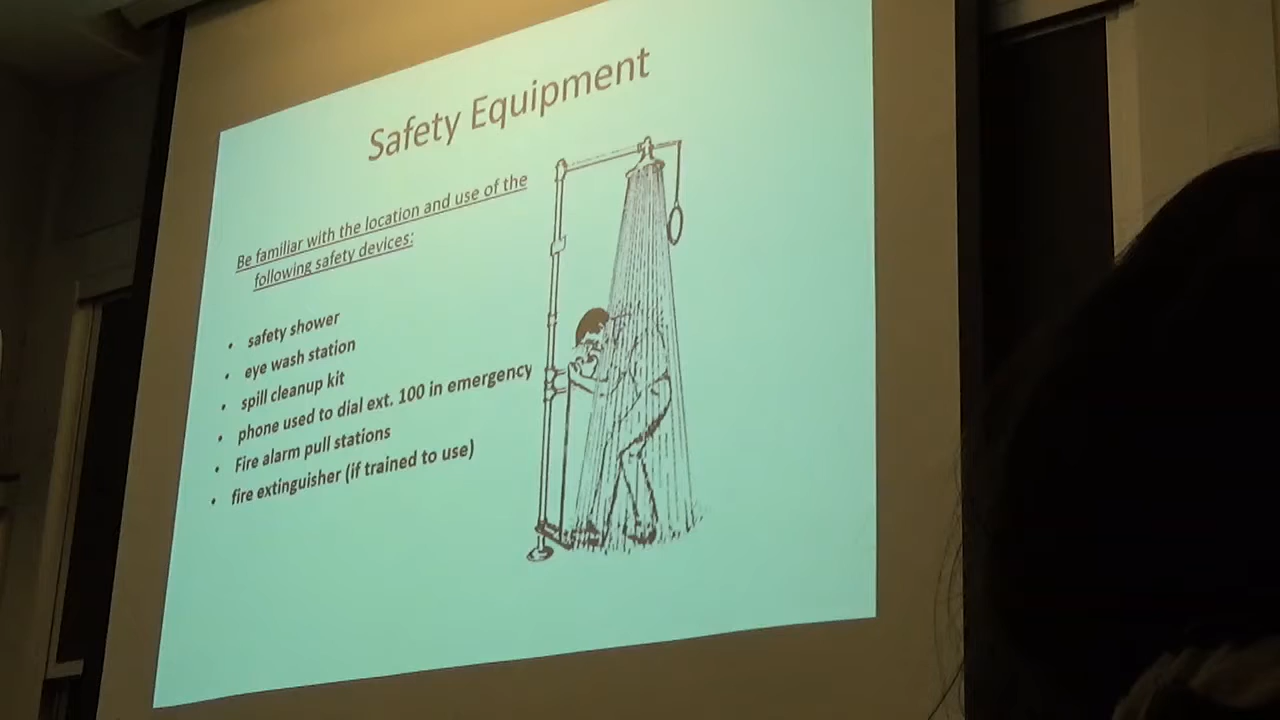 Safety Equipment
Be familiar with the location and use of the
following safety devices:
• safety shower
• eye wash station
• spill cleanup kit
• phone used to dial ext. 100 in emergency
• Fire alarm pull stations
• fire extinguisher (if trained to use)